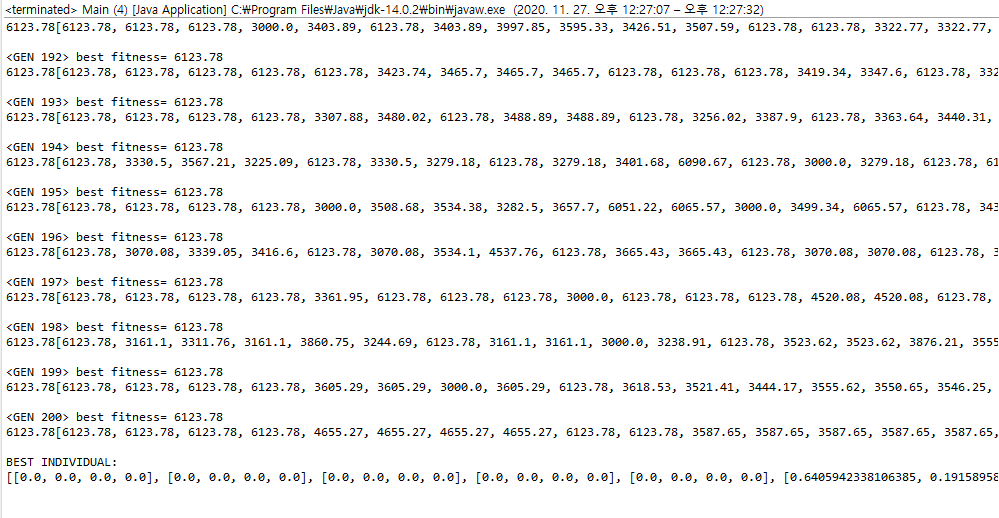 <terminated> Main (4) [Java Application] C:￦Program Files￦Java￦jdk-14.0.2￦bin￦javaw.exe (2020. 11. 27. 오후 12:27:07 – 오후 12:27:32)
6123.78[6123.78, 6123.78, 6123.78, 3000.0, 3403.89, 6123.78, 3403.89, 3997.85, 3595.33, 3426.51, 3507.59, 6123.78, 6123.78, 3322.77, 3322.77,
<GEN 192> best fitness= 6123.78
6123.78[6123.78, 6123.78, 6123.78, 6123.78, 6123.78, 3423.74, 3465.7, 3465.7, 3465.7, 6123.78, 6123.78, 6123.78, 3419.34, 3347.6, 6123.78, 332
<GEN 193> best fitness= 6123.78
6123.78[6123.78, 6123.78, 6123.78, 6123.78, 3307.88, 3480.02, 6123.78, 3488.89, 3488.89, 6123.78, 3256.02, 3387.9, 6123.78, 3363.64, 3440.31,
<GEN 194> best fitness= 6123.78
6123.78[6123.78, 3330.5, 3567.21, 3225.09, 6123.78, 3330.5, 3279.18, 6123.78, 3279.18, 3401.68, 6090.67, 6123.78, 3000.0, 3279.18, 6123.78, 61
<GEN 195> best fitness= 6123.78
6123.78[6123.78, 6123.78, 6123.78, 6123.78, 3000.0, 3508.68, 3534.38, 3282.5, 3657.7, 6051.22, 6065.57, 3000.0, 3499.34, 6065.57, 6123.78, 343
<GEN 196> best fitness= 6123.78
6123.78[6123.78, 3070.08, 3339.05, 3416.6, 6123.78, 3070.08, 3534.1, 4537.76, 6123.78, 3665.43, 3665.43, 6123.78, 3070.08, 3070.08, 6123.78, 3
<GEN 197> best fitness= 6123.78
6123.78[6123.78, 6123.78, 6123.78, 6123.78, 3361.95, 6123.78, 6123.78, 6123.78, 3000.0, 6123.78, 6123.78, 6123.78, 4520.08, 4520.08, 6123.78,
<GEN 198> best fitness= 6123.78
6123.78[6123.78, 3161.1, 3311.76, 3161.1, 3860.75, 3244.69, 6123.78, 3161.1, 3161.1, 3000.0, 3238.91, 6123.78, 3523.62, 3523.62, 3876.21, 3555
<GEN 199> best fitness= 6123.78
6123.78[6123.78, 6123.78, 6123.78, 6123.78, 3605.29, 3605.29, 3000.0, 3605.29, 6123.78, 3618.53, 3521.41, 3444.17, 3555.62, 3550.65, 3546.25,
<GEN 200> best fitness= 6123.78
6123.78[6123.78, 6123.78, 6123.78, 6123.78, 4655.27, 4655.27, 4655.27, 4655.27, 6123.78, 6123.78, 3587.65, 3587.65, 3587.65, 3587.65, 3587.65,
BEST INDIVIDUAL:
[[0.0, 0.0, 0.0, 0.0], [0.0, 0.0, 0.0, 0.0], [0.0, 0.0, 0.0, 0.0], [0.0, 0.0, 0.0, 0.0], [0.0, 0.0, 0.0, 0.0], [0.6405942338106385, 0.19158958